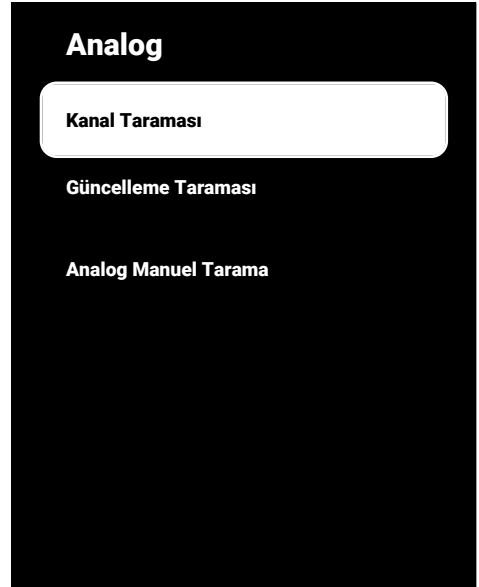 Analog
Kanal Taraması
Güncelleme Taraması
Analog Manuel Tarama